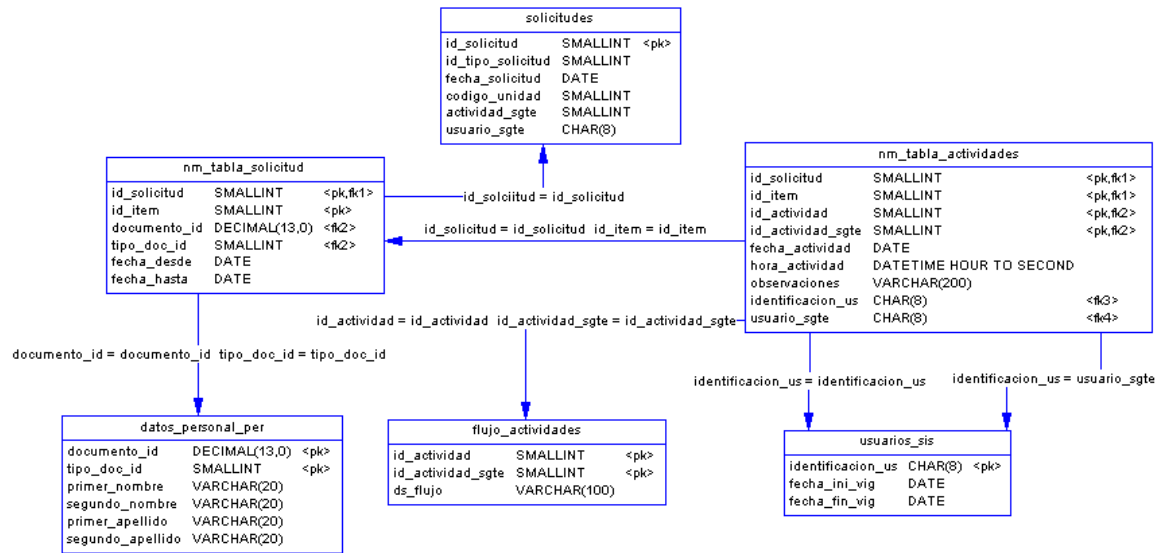 solicitudes
id_solicitud SMALLINT <pk>
id_tipo_solicitud SMALLINT
fecha_solicitud DATE
codigo_unidad SMALLINT
actividad_sgte SMALLINT
usuario_sgte CHAR(8)
nm_tabla_solicitud
id_solicitud SMALLINT <pk,fk1>
id_item SMALLINT <pk>
documento_id DECIMAL(13,0) <fk2>
tipo_doc_id SMALLINT <fk2>
fecha_desde DATE
fecha_hasta DATE
id_solciitud = id_solicitud
nm_tabla_actividades
id_solicitud SMALLINT <pk,fk1>
id_item SMALLINT <pk,fk1>
id_actividad SMALLINT <pk,fk2>
id_actividad_sgte SMALLINT <pk,fk2>
fecha_actividad DATE
hora_actividad DATETIME HOUR TO SECOND
observaciones VARCHAR(200)
identificacion_us CHAR(8) <fk3>
usuario_sgte CHAR(8) <fk4>
id_solicitud = id_solicitud id_item = id_item
id_actividad = id_actividad id_actividad_sgte = id_actividad_sgte
documento_id = documento_id tipo_doc_id = tipo_doc_id
identificacion_us = identificacion_us
identificacion_us = usuario_sgte
datos_personal_per
documento_id DECIMAL(13,0) <pk>
tipo_doc_id SMALLINT <pk>
primer_nombre VARCHAR(20)
segundo_nombre VARCHAR(20)
primer_apellido VARCHAR(20)
segundo_apellido VARCHAR(20)
flujo_actividades
id_actividad SMALLINT <pk>
id_actividad_sgte SMALLINT <pk>
ds_flujo VARCHAR(100)
usuarios_sis
identificacion_us CHAR(8) <pk>
fecha_ini_vig DATE
fecha_fin_vig DATE